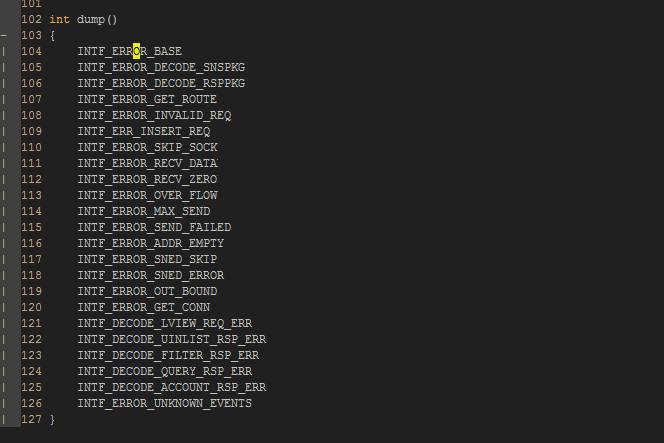 101
102 int dump()
103 {
104 INTF_ERROR_BASE
105 INTF_ERROR_DECODE_SNSPKG
106 INTF_ERROR_DECODE_RSPPKG
107 INTF_ERROR_GET_ROUTE
108 INTF_ERROR_INVALID_REQ
109 INTF_ERR_INSERT_REQ
110 INTF_ERROR_SKIP_SOCK
111 INTF_ERROR_RECV_DATA
112 INTF_ERROR_RECV_ZERO
113 INTF_ERROR_OVER_FLOW
114 INTF_ERROR_MAX_SEND
115 INTF_ERROR_SEND_FAILED
116 INTF_ERROR_ADDR_EMPTY
117 INTF_ERROR_SNED_SKIP
118 INTF_ERROR_SNED_ERROR
119 INTF_ERROR_OUT_BOUND
120 INTF_ERROR_GET_CONN
121 INTF_DECODE_LVIEW_REQ_ERR
122 INTF_DECODE_UINLIST_RSP_ERR
123 INTF_DECODE_FILTER_RSP_ERR
124 INTF_DECODE_QUERY_RSP_ERR
125 INTF_DECODE_ACCOUNT_RSP_ERR
126 INTF_ERROR_UNKNOWN_EVENTS
127 }